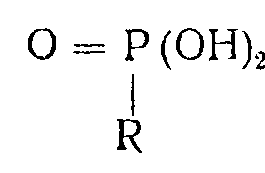 O = P (OH)₂
|
R